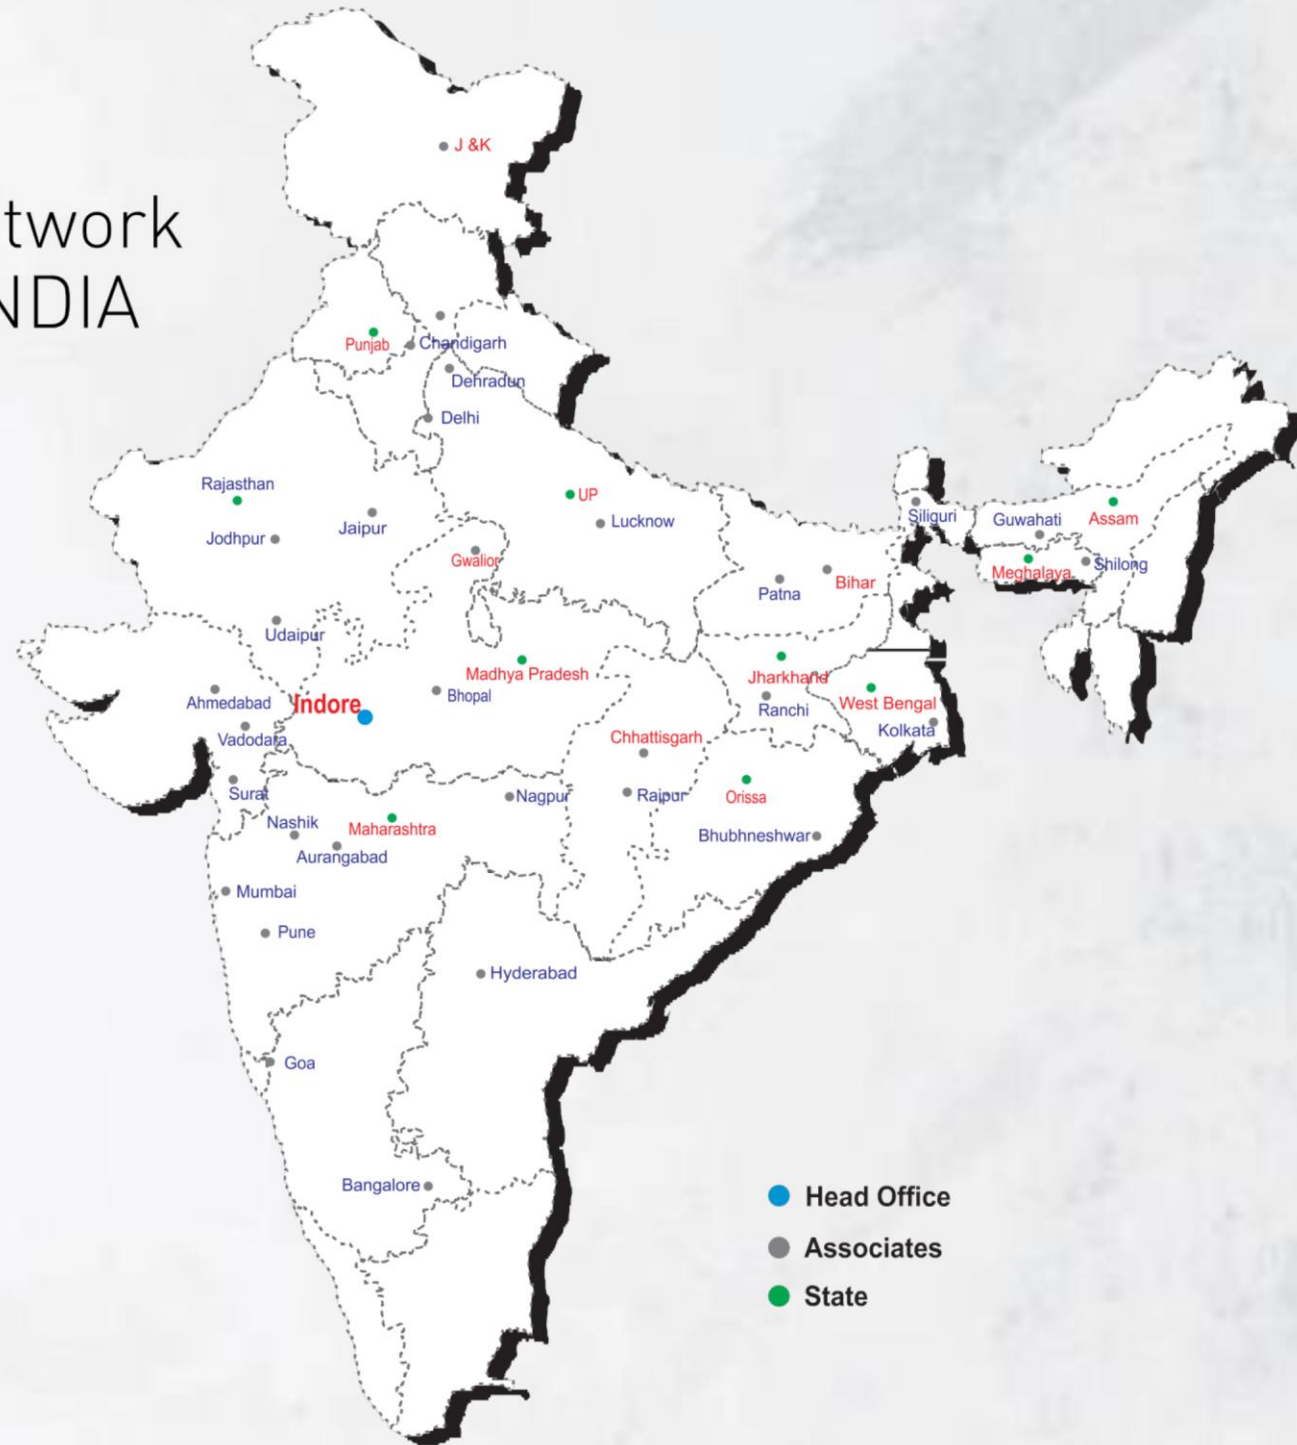 twork
NDIA
J &K
Punjab
Chandigarh
Dehradun
Delhi
Rajasthan
Jodhpur
Jaipur
UP
Lucknow
Gwalior
Siliguri
Guwahati
Assam
Meghalaya
Shilong
Patna
Bihar
Udaipur
Madhya Pradesh
Bhopal
Jharkhand
Ranchi
West Bengal
Kolkata
Ahmedabad
Indore
Vadodara
Chhattisgarh
Surat
Nashik
Maharashtra
Aurangabad
Nagpur
Raipur
Orissa
Bhubhneshwar
Mumbai
Pune
Hyderabad
Goa
Bangalore
Head Office
Associates
State